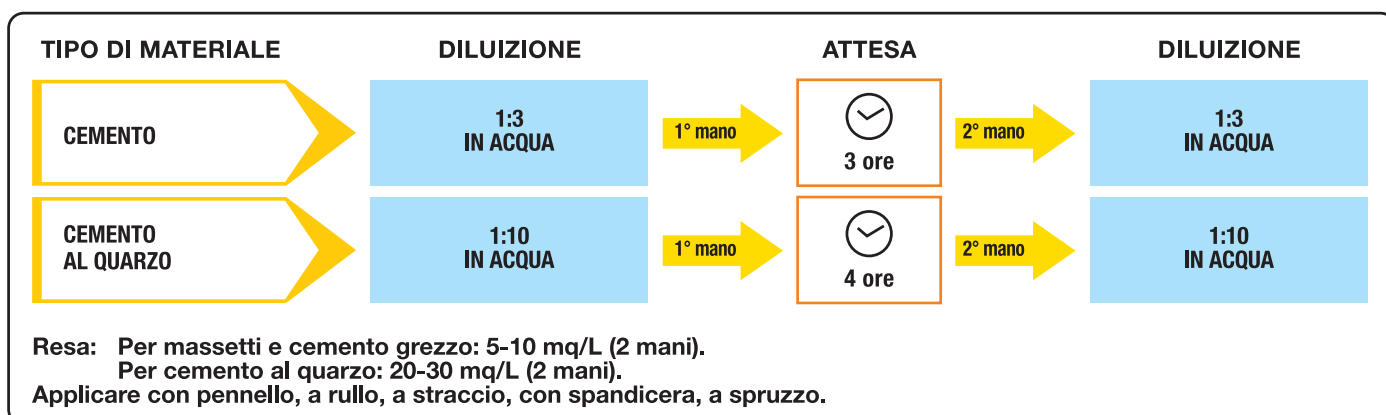 TIPO DI MATERIALE DILUIZIONE ATTESA DILUIZIONE
CEMENTO
1:3
IN ACQUA
1° mano
3 ore
2° mano
1:3
IN ACQUA
CEMENTO
AL QUARZO
1:10
IN ACQUA
1° mano
4 ore
2° mano
1:10
IN ACQUA
Resa: Per massetti e cemento grezzo: 5-10 mq/L (2 mani).
Per cemento al quarzo: 20-30 mq/L (2 mani).
Applicare con pennello, a rullo, a straccio, con spandicera, a spruzzo.